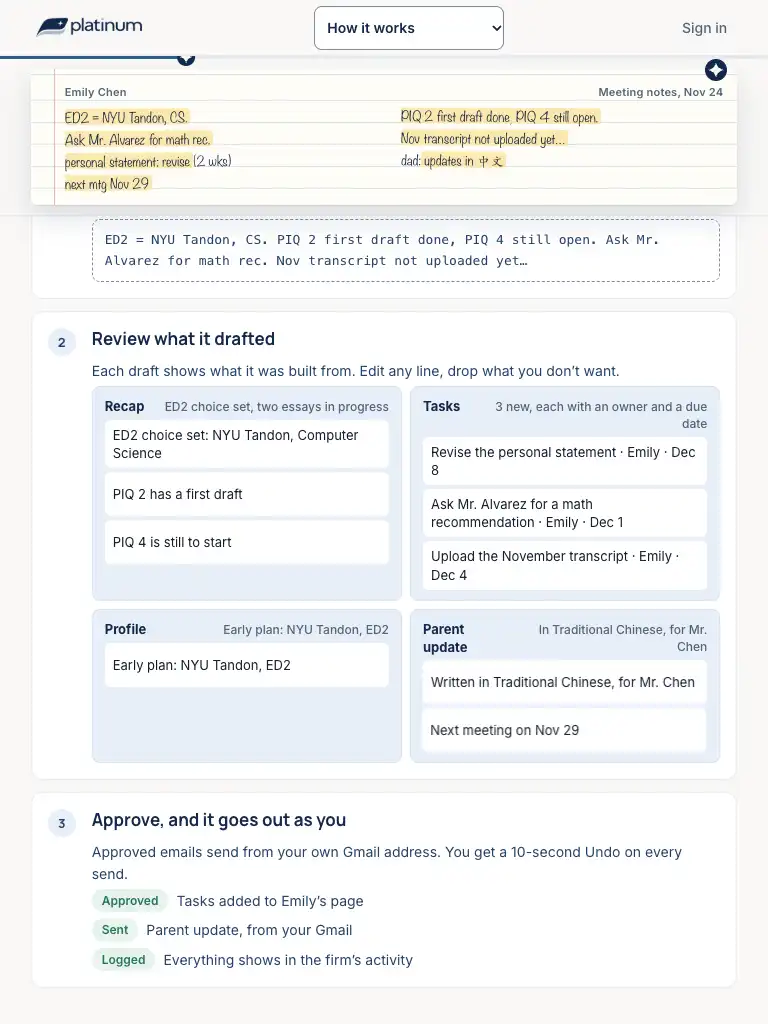 platinum
How it works
Sign in
Emily Chen
Meeting notes, Nov 24
ED2 = NYU Tandon, CS.
Ask Mr. Alvarez for math rec.
personal statement: revise (2 wks)
next mtg Nov 29
PIQ 2 first draft done, PIQ 4 still open.
Nov transcript not uploaded yet…
dad: updates in 中文
ED2 = NYU Tandon, CS. PIQ 2 first draft done, PIQ 4 still open. Ask Mr.
Alvarez for math rec. Nov transcript not uploaded yet…
2
Review what it drafted
Each draft shows what it was built from. Edit any line, drop what you don’t want.
Recap
ED2 choice set, two essays in progress
ED2 choice set: NYU Tandon, Computer
Science
PIQ 2 has a first draft
PIQ 4 is still to start
Tasks
3 new, each with an owner and a due
date
Revise the personal statement · Emily · Dec
8
Ask Mr. Alvarez for a math
recommendation · Emily · Dec 1
Upload the November transcript · Emily ·
Dec 4
Profile
Early plan: NYU Tandon, ED2
Early plan: NYU Tandon, ED2
Parent
update
In Traditional Chinese, for Mr.
Chen
Written in Traditional Chinese, for Mr. Chen
Next meeting on Nov 29
3
Approve, and it goes out as you
Approved emails send from your own Gmail address. You get a 10-second Undo on every
send.
Approved
Tasks added to Emily’s page
Sent
Parent update, from your Gmail
Logged
Everything shows in the firm’s activity